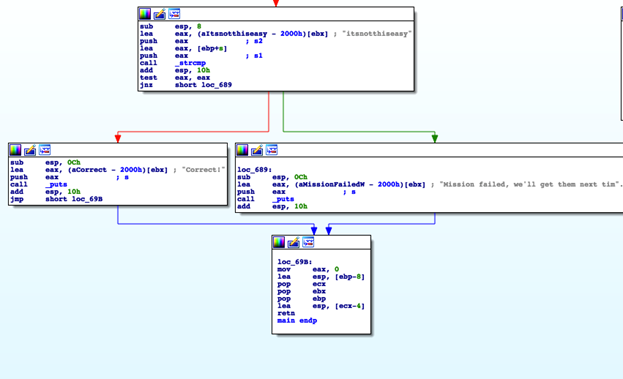 sub esp, 8
lea eax, (aItsnotthiseasy - 2000h)[ebx] ; "itsnotthiseasy"
push eax ; s2
lea eax, [ebp+s]
push eax ; s1
call _strcmp
add esp, 10h
test eax, eax
jnz short loc_689
sub esp, 0Ch
lea eax, (aCorrect - 2000h)[ebx] ; "Correct!"
push eax ; s
call _puts
add esp, 10h
jmp short loc_69B
loc_689:
sub esp, 0Ch
lea eax, (aMissionFailedW - 2000h)[ebx] ; "Mission failed, we'll get them next tim".
push eax ; s
call _puts
add esp, 10h
loc_69B:
mov eax, 0
lea esp, [ebp-8]
pop ecx
pop ebx
pop ebp
lea esp, [ecx-4]
retn
main endp